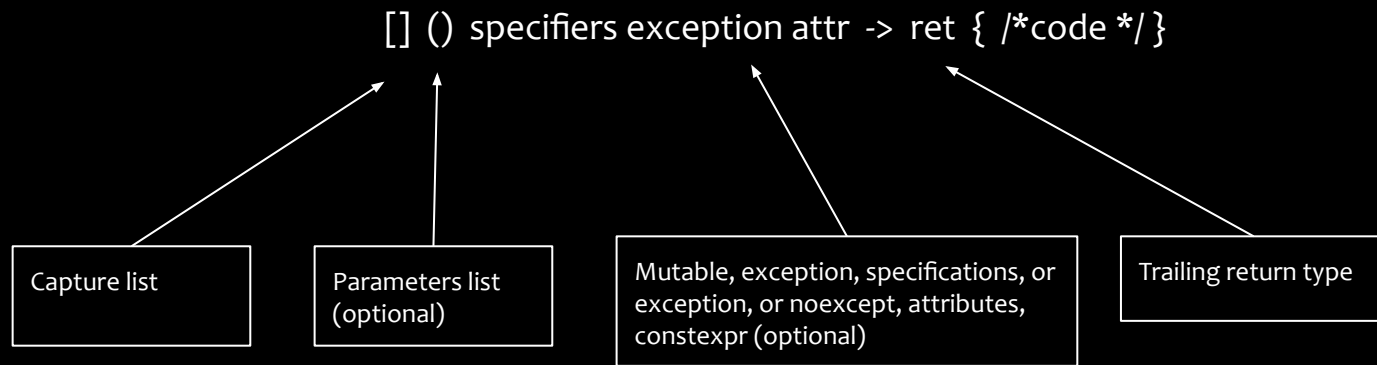 [] () specifiers exception attr -> ret { /*code */ }
Capture list
Parameters list
(optional)
Mutable, exception, specifications, or
exception, or noexcept, attributes,
constexpr (optional)
Trailing return type